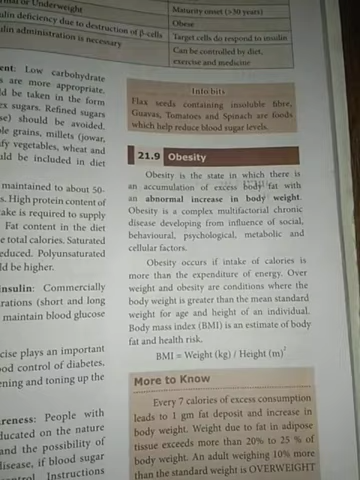 mal or Underweight
Maturity onset (>30 years)
ulin deficiency due to destruction of β-cells
Obese
ulin administration is necessary
Target cells do respond to insulin
Can be controlled by diet,
exercise and medicine
ent: Low carbohydrate
s are more appropriate.
ld be taken in the form
ex sugars. Refined sugars
se) should be avoided.
le grains, millets (jowar,
fy vegetables, wheat and
uld be included in diet
maintained to about 50-
s. High protein content of
take is required to supply
Fat content in the diet
e total calories. Saturated
educed. Polyunsaturated
ld be higher.
insulin: Commercially
rations (short and long
maintain blood glucose
cise plays an important
ood control of diabetes,
ening and toning up the
areness: People with
ducated on the nature
and the possibility of
disease, if blood sugar
Instructions
Info bits
Flax seeds containing insoluble fibre,
Guavas, Tomatoes and Spinach are foods
which help reduce blood sugar levels.
21.9 Obesity
Obesity is the state in which there is
an accumulation of excess body fat with
an abnormal increase in body weight.
Obesity is a complex multifactorial chronic
disease developing from influence of social,
behavioural, psychological, metabolic and
cellular factors.
Obesity occurs if intake of calories is
more than the expenditure of energy. Over
weight and obesity are conditions where the
body weight is greater than the mean standard
weight for age and height of an individual.
Body mass index (BMI) is an estimate of body
fat and health risk.
BMI = Weight (kg) / Height (m)²
More to Know
Every 7 calories of excess consumption
leads to 1 gm fat deposit and increase in
body weight. Weight due to fat in adipose
tissue exceeds more than 20% to 25 % of
body weight. An adult weighing 10% more
than the standard weight is OVERWEIGHT